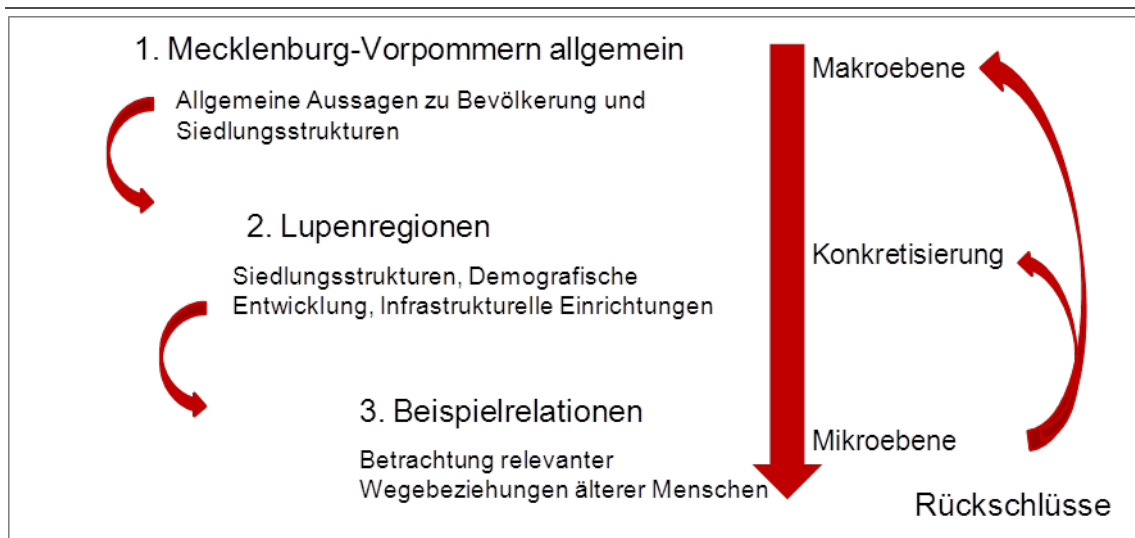 1. Mecklenburg-Vorpommern allgemein
Allgemeine Aussagen zu Bevölkerung und
Siedlungsstrukturen
2. Lupenregionen
Siedlungsstrukturen, Demografische
Entwicklung, Infrastrukturelle Einrichtungen
3. Beispielrelationen
Betrachtung relevanter
Wegebeziehungen älterer Menschen
Makroebene
Konkretisierung
Mikroebene
Rückschlüsse